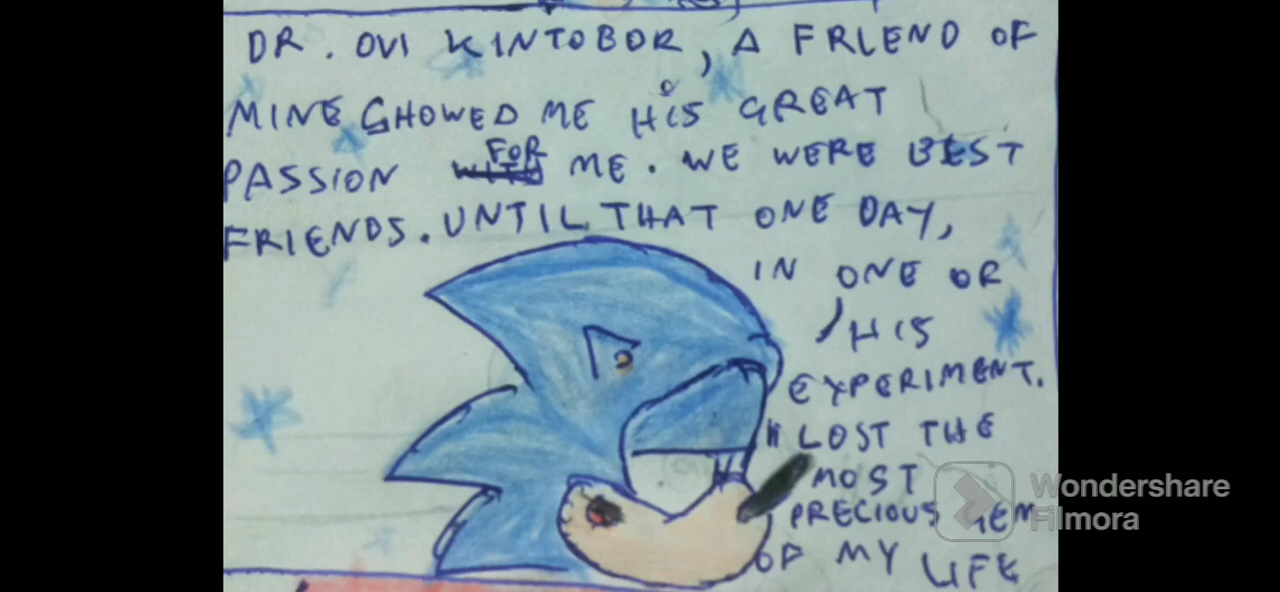 DR. OVI KINTOBOR, A FRIEND OF
MINE SHOWED ME HIS GREAT
PASSION FOR ME. WE WERE BEST
FRIENDS. UNTIL THAT ONE DAY,
IN ONE OR
HIS
EXPERIMENT.
LOST THE
MOST
PRECIOUS
OF MY LIFE
Wondershare
Filmora